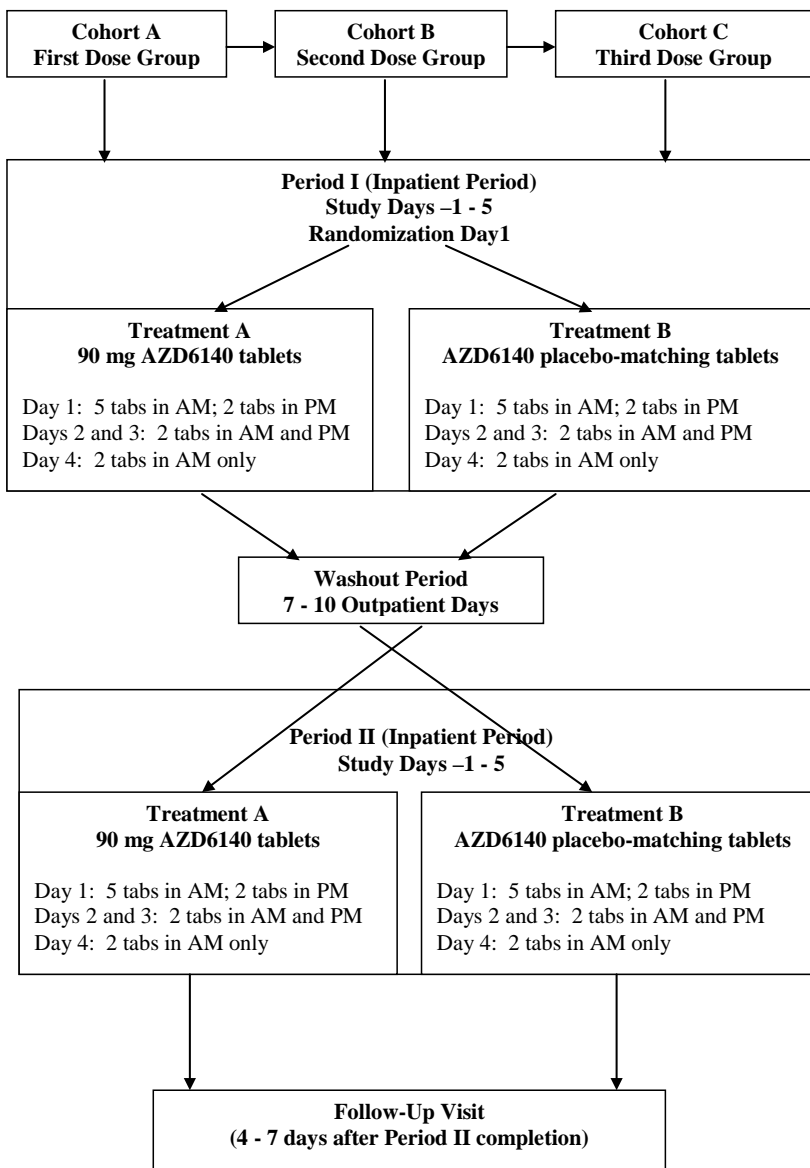 Cohort A
First Dose Group
Cohort B
Second Dose Group
Cohort C
Third Dose Group
Period I (Inpatient Period)
Study Days –1 - 5
Randomization Day1
Treatment A
90 mg AZD6140 tablets
Day 1: 5 tabs in AM; 2 tabs in PM
Days 2 and 3: 2 tabs in AM and PM
Day 4: 2 tabs in AM only
Treatment B
AZD6140 placebo-matching tablets
Day 1: 5 tabs in AM; 2 tabs in PM
Days 2 and 3: 2 tabs in AM and PM
Day 4: 2 tabs in AM only
Washout Period
7 - 10 Outpatient Days
Period II (Inpatient Period)
Study Days –1 - 5
Treatment A
90 mg AZD6140 tablets
Day 1: 5 tabs in AM; 2 tabs in PM
Days 2 and 3: 2 tabs in AM and PM
Day 4: 2 tabs in AM only
Treatment B
AZD6140 placebo-matching tablets
Day 1: 5 tabs in AM; 2 tabs in PM
Days 2 and 3: 2 tabs in AM and PM
Day 4: 2 tabs in AM only
Follow-Up Visit
(4 - 7 days after Period II completion)